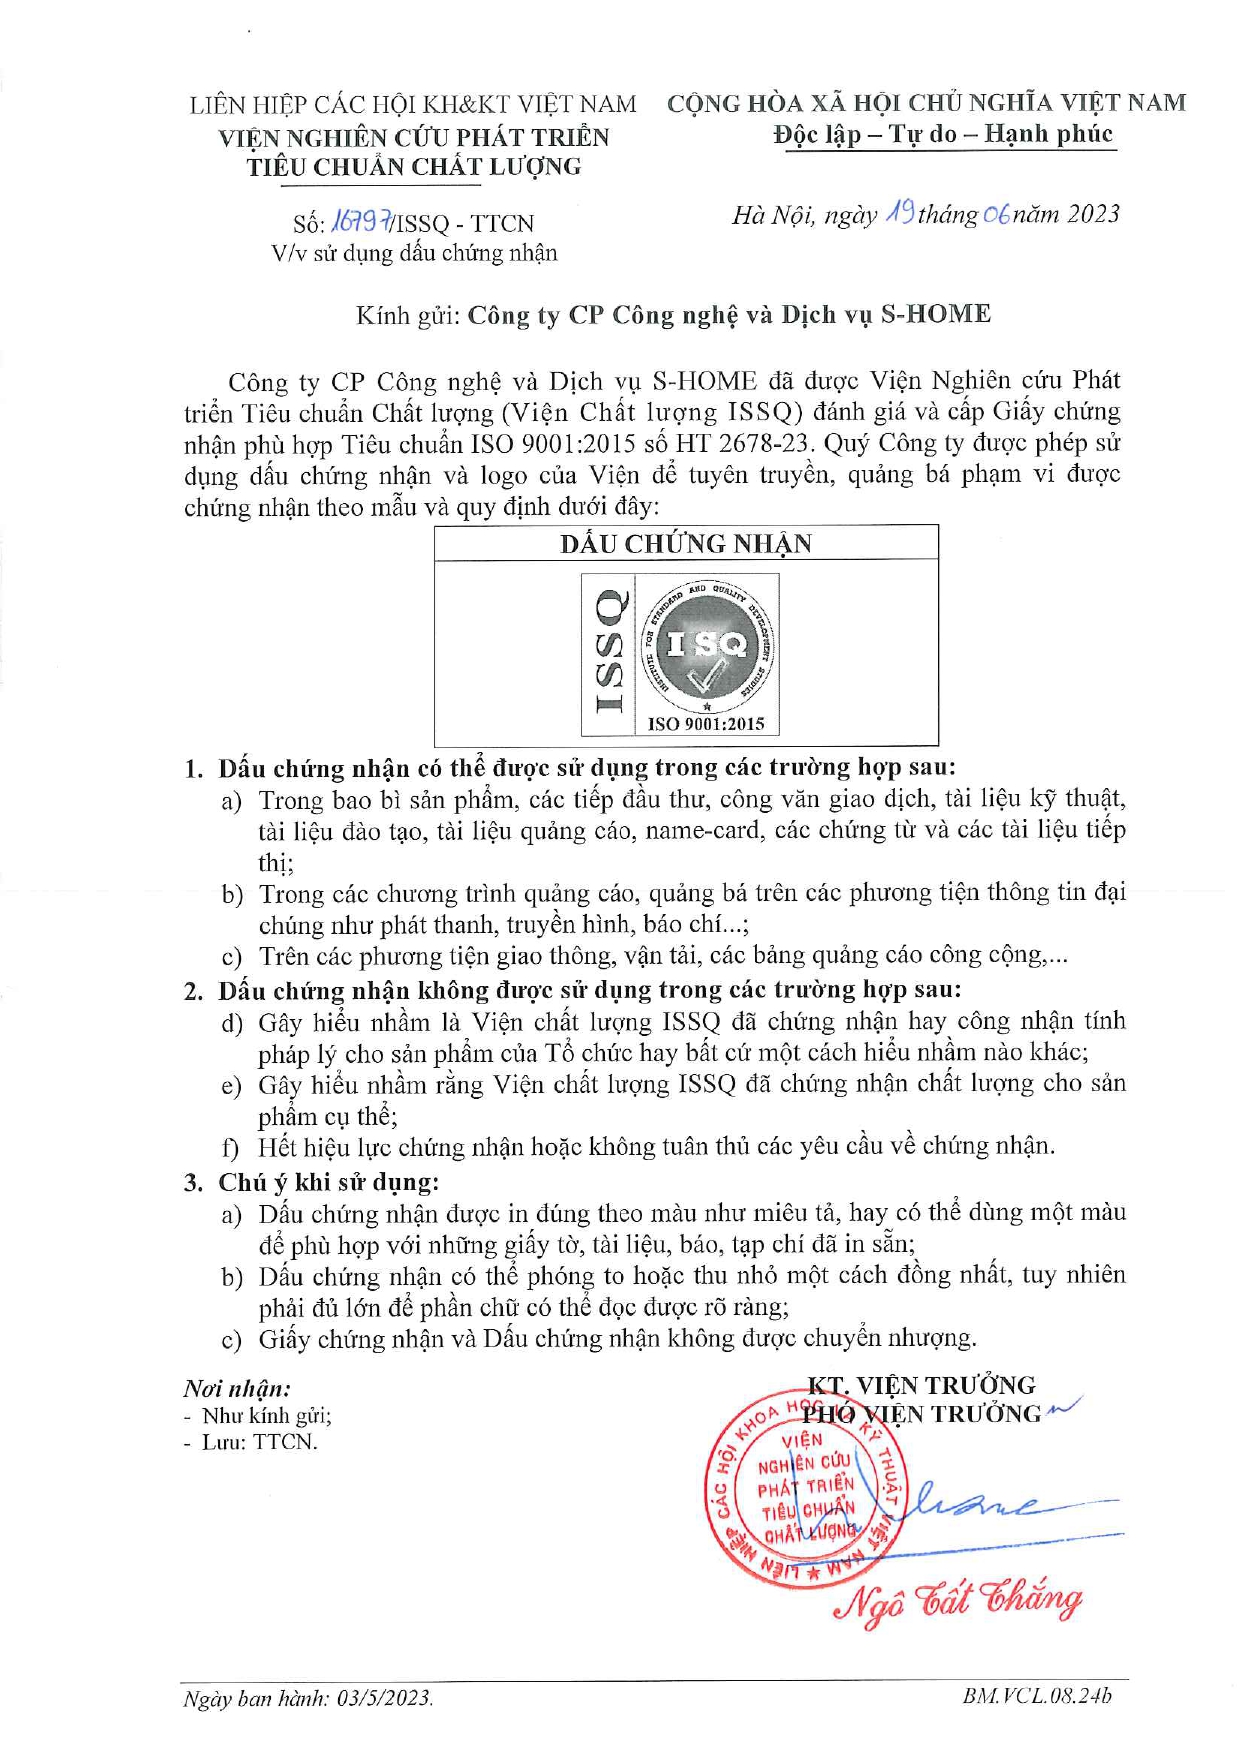 LIÊN HIỆP CÁC HỘI KH&KT VIỆT NAM
VIỆN NGHIÊN CỨU PHÁT TRIỂN
TIÊU CHUẨN CHẤT LƯỢNG
CỘNG HÒA XÃ HỘI CHỦ NGHĨA VIỆT NAM
Độc lập – Tự do – Hạnh phúc
Số: 16797/ISSQ - TTCN
V/v sử dụng dấu chứng nhận
Hà Nội, ngày 19 tháng 06 năm 2023
Kính gửi: Công ty CP Công nghệ và Dịch vụ S-HOME
Công ty CP Công nghệ và Dịch vụ S-HOME đã được Viện Nghiên cứu Phát
triển Tiêu chuẩn Chất lượng (Viện Chất lượng ISSQ) đánh giá và cấp Giấy chứng
nhận phù hợp Tiêu chuẩn ISO 9001:2015 số HT 2678-23. Quý Công ty được phép sử
dụng dấu chứng nhận và logo của Viện để tuyên truyền, quảng bá phạm vi được
chứng nhận theo mẫu và quy định dưới đây:
DẤU CHỨNG NHẬN
ISSQ
INSTITUTE FOR STANDARD AND QUALITY DEVELOPMENT STUDIES
ISSQ
ISO 9001:2015
1. Dấu chứng nhận có thể được sử dụng trong các trường hợp sau:
a) Trong bao bì sản phẩm, các tiếp đầu thư, công văn giao dịch, tài liệu kỹ thuật,
tài liệu đào tạo, tài liệu quảng cáo, name-card, các chứng từ và các tài liệu tiếp
thị;
b) Trong các chương trình quảng cáo, quảng bá trên các phương tiện thông tin đại
chúng như phát thanh, truyền hình, báo chí...;
c) Trên các phương tiện giao thông, vận tải, các bảng quảng cáo công cộng,...
2. Dấu chứng nhận không được sử dụng trong các trường hợp sau:
d) Gây hiểu nhầm là Viện chất lượng ISSQ đã chứng nhận hay công nhận tính
pháp lý cho sản phẩm của Tổ chức hay bất cứ một cách hiểu nhầm nào khác;
e) Gây hiểu nhầm rằng Viện chất lượng ISSQ đã chứng nhận chất lượng cho sản
phẩm cụ thể;
f) Hết hiệu lực chứng nhận hoặc không tuân thủ các yêu cầu về chứng nhận.
3. Chú ý khi sử dụng:
a) Dấu chứng nhận được in đúng theo màu như miêu tả, hay có thể dùng một màu
để phù hợp với những giấy tờ, tài liệu, báo, tạp chí đã in sẵn;
b) Dấu chứng nhận có thể phóng to hoặc thu nhỏ một cách đồng nhất, tuy nhiên
phải đủ lớn để phần chữ có thể đọc được rõ ràng;
c) Giấy chứng nhận và Dấu chứng nhận không được chuyển nhượng.
Nơi nhận:
- Như kính gửi;
- Lưu: TTCN.
KT. VIỆN TRƯỞNG
PHÓ VIỆN TRƯỞNG
LIÊN HIỆP CÁC HỘI KHOA HỌC VÀ KỸ THUẬT VIỆT NAM
VIỆN
NGHIÊN CỨU
PHÁT TRIỂN
TIÊU CHUẨN
CHẤT LƯỢNG
Ngô Tất Thắng
Ngày ban hành: 03/5/2023.
BM.VCL.08.24b